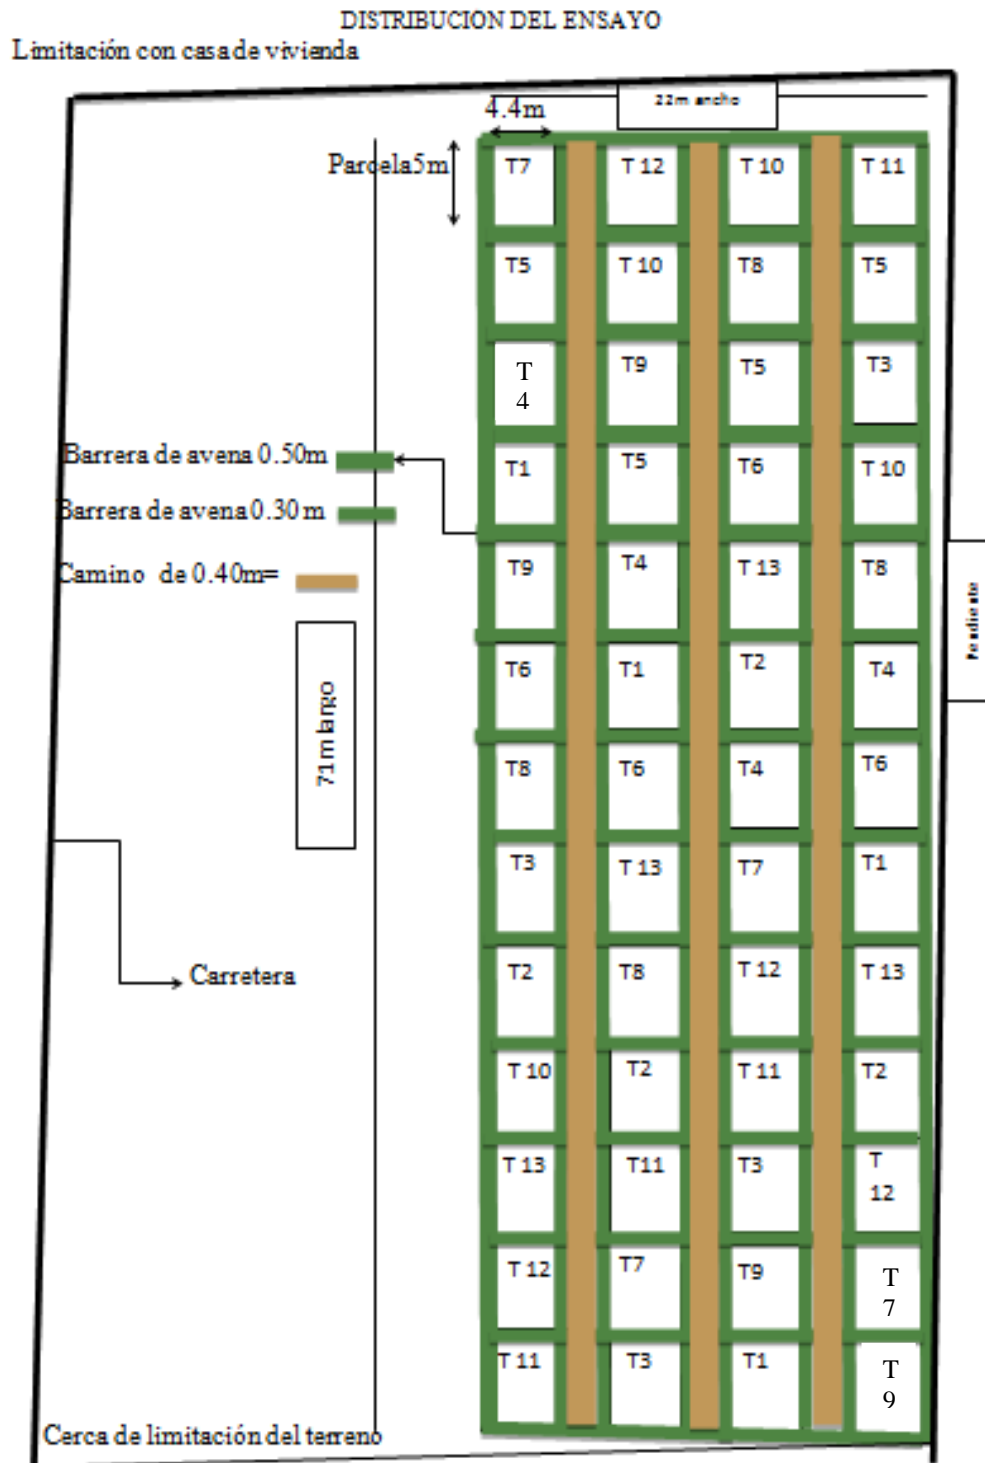 DISTRIBUCION DEL ENSAYO
Limitación con casa de vivienda
22m ancho
4.4m
Parcela5m
T7 T 12 T 10 T 11
T5 T 10 T8 T5
T
4
T9 T5 T3
Barrera de avena 0.50m
T1 T5 T6 T 10
Barrera de avena 0.30 m
Camino de 0.40m=
T9 T4 T 13 T8
Pendiente
T6 T1 T2 T4
71m largo
T8 T6 T4 T6
T3 T 13 T7 T1
Carretera
T2 T8 T 12 T 13
T 10 T2 T 11 T2
T 13 T11 T3 T
12
T 12 T7 T9 T
7
T 11 T3 T1 T
9
Cerca de limitación del terreno